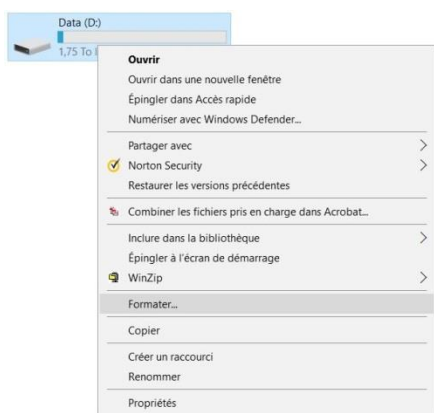 Data (D:)
1,75 To l
Ouvrir
Ouvrir dans une nouvelle fenêtre
Épingler dans Accès rapide
Numériser avec Windows Defender...
Partager avec
Norton Security
Restaurer les versions précédentes
Combiner les fichiers pris en charge dans Acrobat...
Inclure dans la bibliothèque
Épingler à l'écran de démarrage
WinZip
Formater...
Copier
Créer un raccourci
Renommer
Propriétés